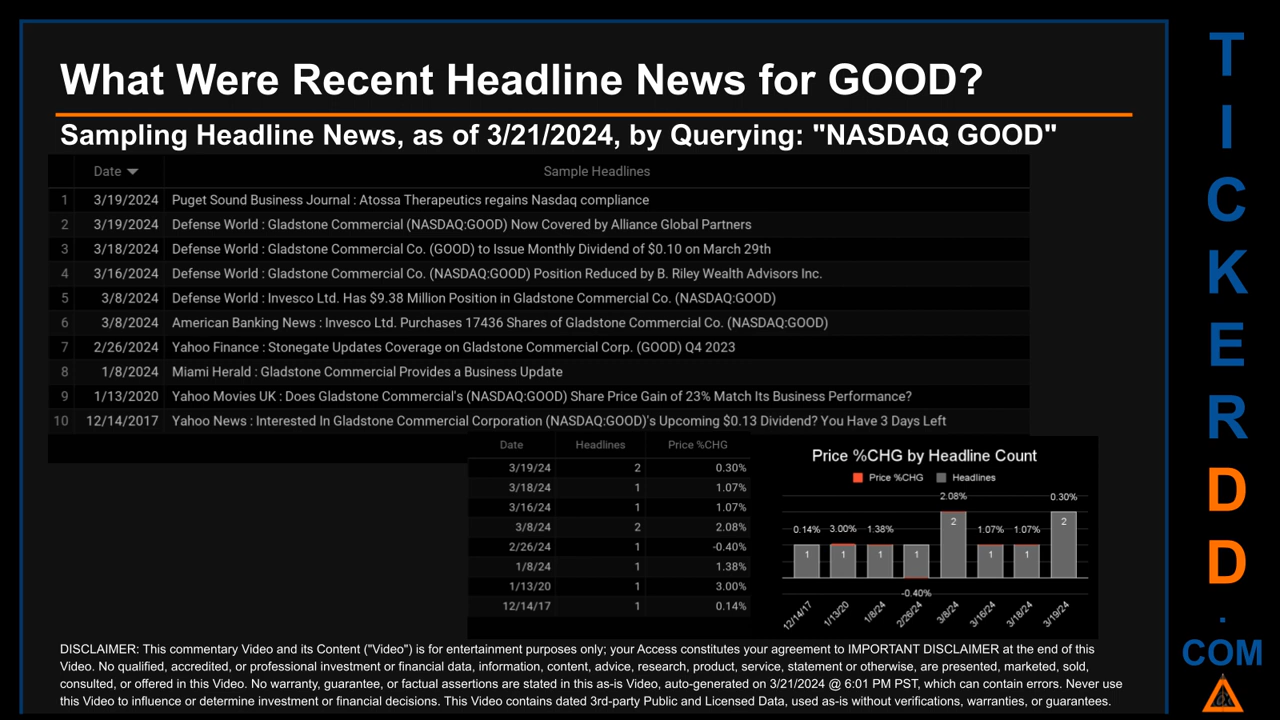 What Were Recent Headline News for GOOD?
Sampling Headline News, as of 3/21/2024, by Querying: "NASDAQ GOOD"
Date Sample Headlines
1 3/19/2024 Puget Sound Business Journal : Atossa Therapeutics regains Nasdaq compliance
2 3/19/2024 Defense World : Gladstone Commercial (NASDAQ:GOOD) Now Covered by Alliance Global Partners
3 3/18/2024 Defense World : Gladstone Commercial Co. (GOOD) to Issue Monthly Dividend of $0.10 on March 29th
4 3/16/2024 Defense World : Gladstone Commercial Co. (NASDAQ:GOOD) Position Reduced by B. Riley Wealth Advisors Inc.
5 3/8/2024 Defense World : Invesco Ltd. Has $9.38 Million Position in Gladstone Commercial Co. (NASDAQ:GOOD)
6 3/8/2024 American Banking News : Invesco Ltd. Purchases 17436 Shares of Gladstone Commercial Co. (NASDAQ:GOOD)
7 2/26/2024 Yahoo Finance : Stonegate Updates Coverage on Gladstone Commercial Corp. (GOOD) Q4 2023
8 1/8/2024 Miami Herald : Gladstone Commercial Provides a Business Update
9 1/13/2020 Yahoo Movies UK : Does Gladstone Commercial's (NASDAQ:GOOD) Share Price Gain of 23% Match Its Business Performance?
10 12/14/2017 Yahoo News : Interested In Gladstone Commercial Corporation (NASDAQ:GOOD)'s Upcoming $0.13 Dividend? You Have 3 Days Left
Date Headlines Price %CHG
3/19/24 2 0.30%
3/18/24 1 1.07%
3/16/24 1 1.07%
3/8/24 2 2.08%
2/26/24 1 -0.40%
1/8/24 1 1.38%
1/13/20 1 3.00%
12/14/17 1 0.14%
Price %CHG by Headline Count
Price %CHG Headlines
0.14% 3.00% 1.38% 2.08% 1.07% 1.07% 0.30%
1 1 1 1 2 1 1 2
-0.40%
12/14/17 1/13/20 1/8/24 2/26/24 3/8/24 3/16/24 3/18/24 3/19/24
DISCLAIMER: This commentary Video and its Content ("Video") is for entertainment purposes only; your Access constitutes your agreement to IMPORTANT DISCLAIMER at the end of this
Video. No qualified, accredited, or professional investment or financial data, information, content, advice, research, product, service, statement or otherwise, are presented, marketed, sold,
consulted, or offered in this Video. No warranty, guarantee, or factual assertions are stated in this as-is Video, auto-generated on 3/21/2024 @ 6:01 PM PST, which can contain errors. Never use
this Video to influence or determine investment or financial decisions. This Video contains dated 3rd-party Public and Licensed Data, used as-is without verifications, warranties, or guarantees.
T
I
C
K
E
R
D
D
.
COM